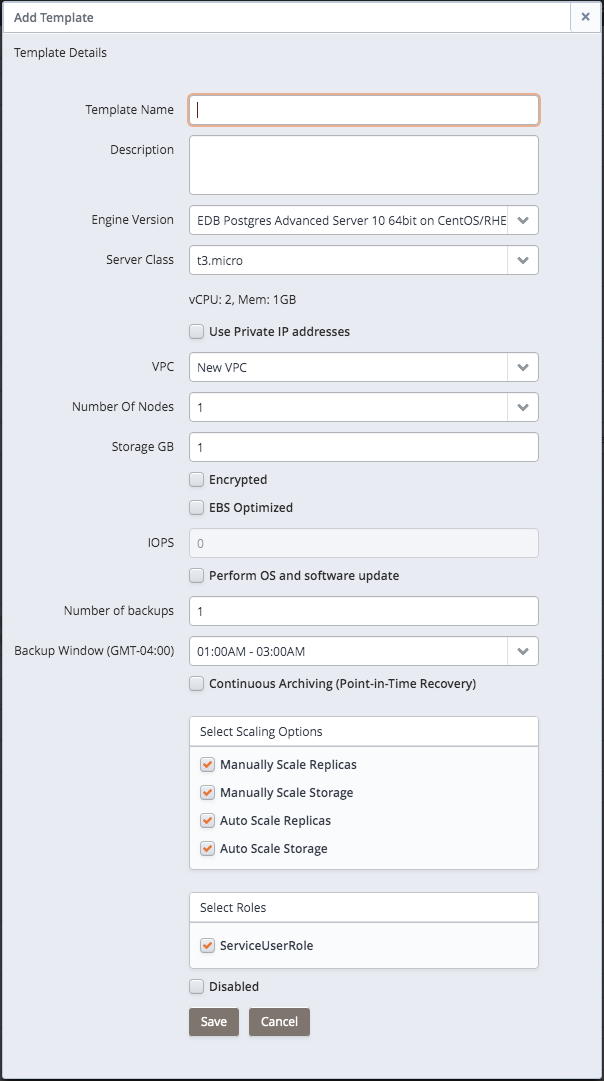 Add Template
Template Details
Template Name
Description
Engine Version EDB Postgres Advanced Server 10 64bit on CentOS/RHE
Server Class t3.micro
vCPU: 2, Mem: 1GB
Use Private IP addresses
VPC New VPC
Number Of Nodes 1
Storage GB 1
Encrypted
EBS Optimized
IOPS 0
Perform OS and software update
Number of backups 1
Backup Window (GMT-04:00) 01:00AM - 03:00AM
Continuous Archiving (Point-in-Time Recovery)
Select Scaling Options
Manually Scale Replicas
Manually Scale Storage
Auto Scale Replicas
Auto Scale Storage
Select Roles
ServiceUserRole
Disabled
Save Cancel